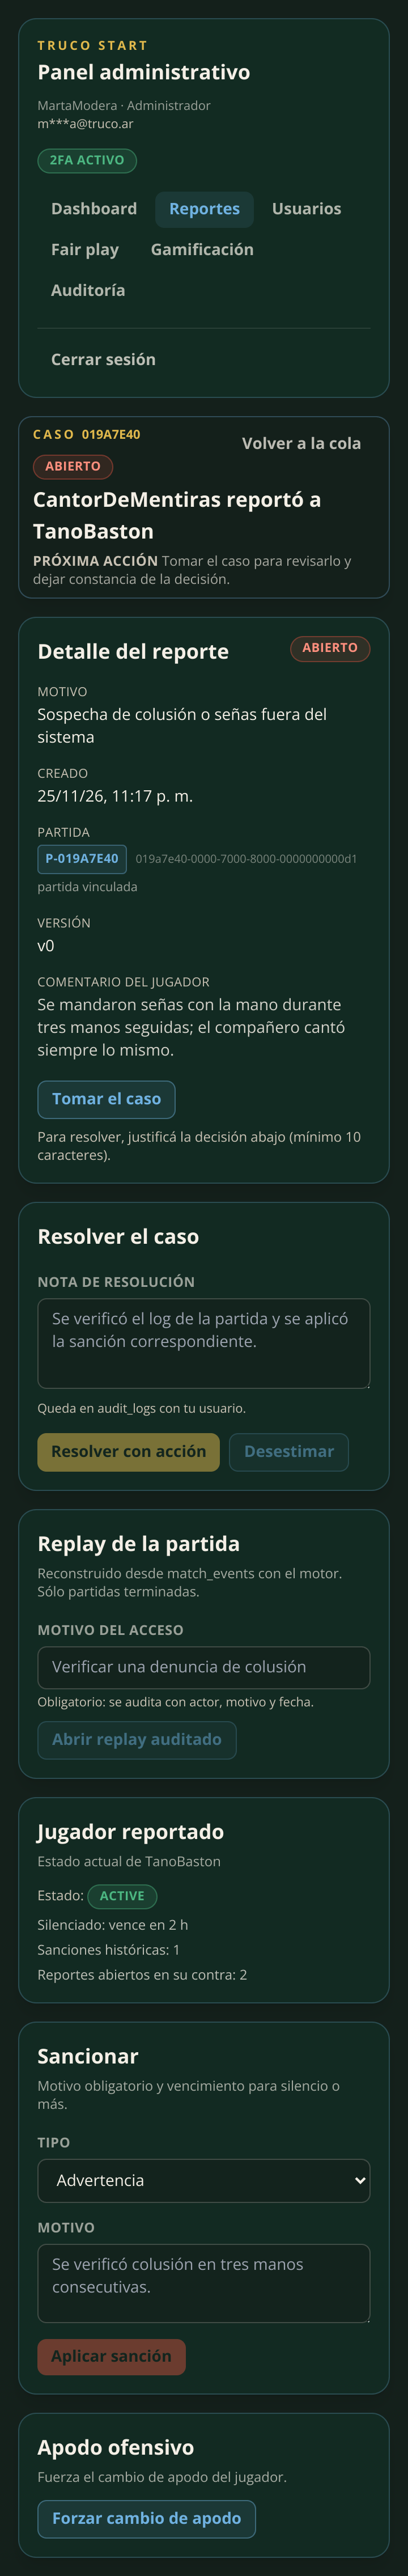 TRUCO START
Panel administrativo
MartaModera · Administrador
m***a@truco.ar
2FA ACTIVO
Dashboard Reportes Usuarios
Fair play Gamificación
Auditoría
Cerrar sesión
CASO 019A7E40
Volver a la cola
ABIERTO
CantorDeMentiras reportó a
TanoBaston
PRÓXIMA ACCIÓN Tomar el caso para revisarlo y
dejar constancia de la decisión.
Detalle del reporte
ABIERTO
MOTIVO
Sospecha de colusión o señas fuera del
sistema
CREADO
25/11/26, 11:17 p. m.
PARTIDA
P-019A7E40 019a7e40-0000-7000-8000-0000000000d1
partida vinculada
VERSIÓN
v0
COMENTARIO DEL JUGADOR
Se mandaron señas con la mano durante
tres manos seguidas; el compañero cantó
siempre lo mismo.
Tomar el caso
Para resolver, justificá la decisión abajo (mínimo 10
caracteres).
Resolver el caso
NOTA DE RESOLUCIÓN
Se verificó el log de la partida y se aplicó
la sanción correspondiente.
Queda en audit_logs con tu usuario.
Resolver con acción Desestimar
Replay de la partida
Reconstruido desde match_events con el motor.
Sólo partidas terminadas.
MOTIVO DEL ACCESO
Verificar una denuncia de colusión
Obligatorio: se audita con actor, motivo y fecha.
Abrir replay auditado
Jugador reportado
Estado actual de TanoBaston
Estado: ACTIVE
Silenciado: vence en 2 h
Sanciones históricas: 1
Reportes abiertos en su contra: 2
Sancionar
Motivo obligatorio y vencimiento para silencio o
más.
TIPO
Advertencia
MOTIVO
Se verificó colusión en tres manos
consecutivas.
Aplicar sanción
Apodo ofensivo
Fuerza el cambio de apodo del jugador.
Forzar cambio de apodo